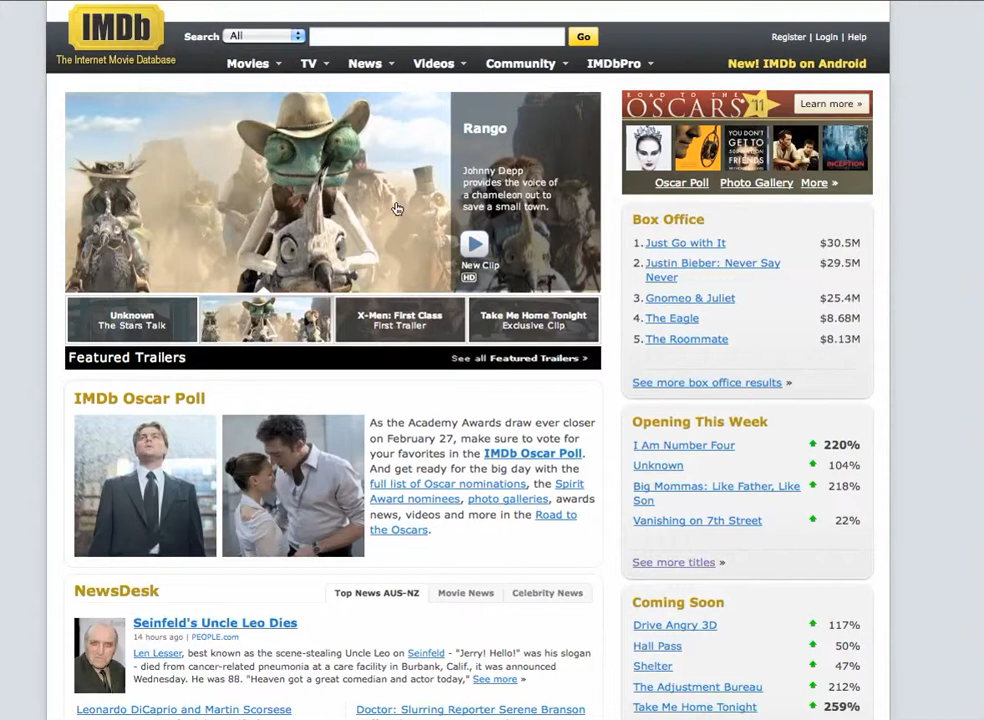 IMDb
The Internet Movie Database
Search All Go
Register | Login | Help
Movies TV News Videos Community IMDbPro New! IMDb on Android
Rango
Johnny Depp
provides the voice of
a chameleon out to
save a small town.
New Clip
HD
Unknown
The Stars Talk
X-Men: First Class
First Trailer
Take Me Home Tonight
Exclusive Clip
Featured Trailers See all Featured Trailers »
ROAD TO THE
OSCARS '11 Learn more »
YOU DON'T
GET TO
500 MILLION
FRIENDS
INCEPTION
Oscar Poll Photo Gallery More »
Box Office
1. Just Go with It $30.5M
2. Justin Bieber: Never Say $29.5M
Never
3. Gnomeo & Juliet $25.4M
4. The Eagle $8.68M
5. The Roommate $8.13M
See more box office results »
IMDb Oscar Poll
As the Academy Awards draw ever closer
on February 27, make sure to vote for
your favorites in the IMDb Oscar Poll.
And get ready for the big day with the
full list of Oscar nominations, the Spirit
Award nominees, photo galleries, awards
news, videos and more in the Road to
the Oscars.
Opening This Week
I Am Number Four 220%
Unknown 104%
Big Mommas: Like Father, Like 218%
Son
Vanishing on 7th Street 22%
See more titles »
NewsDesk Top News AUS-NZ Movie News Celebrity News
Seinfeld's Uncle Leo Dies
14 hours ago | PEOPLE.com
Len Lesser, best known as the scene-stealing Uncle Leo on Seinfeld - "Jerry! Hello!" was his slogan
- died from cancer-related pneumonia at a care facility in Burbank, Calif., it was announced
Wednesday. He was 88. "Heaven got a great comedian and actor today," See more »
Leonardo DiCaprio and Martin Scorsese Doctor: Slurring Reporter Serene Branson
Coming Soon
Drive Angry 3D 117%
Hall Pass 50%
Shelter 47%
The Adjustment Bureau 212%
Take Me Home Tonight 259%